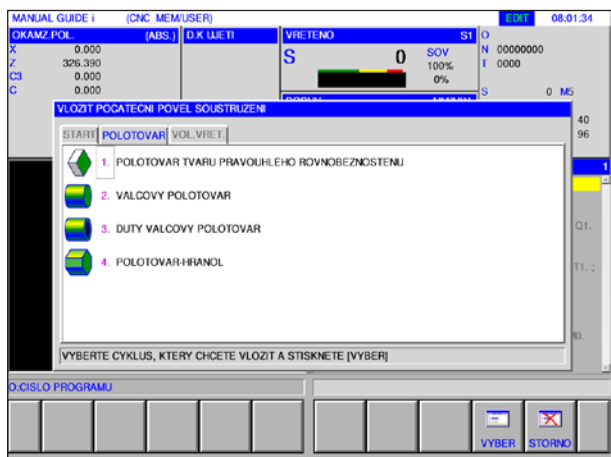 MANUAL GUIDE i (CNC_MEM/USER) EDIT 08.01.34
OKAMZ.POL. (ABS.) D.K UJETI VRETENO S1 O
X 0.000 S 0 SOV N 00000000
Z 326.390 100% T 0000
C3 0.000 0%
C 0.000 S 0 M5
VLOZIT POCATECNI POVEL SOUSTRUZENI
40
START POLOTOVAR VOL.VRET. 96
1. POLOTOVAR TVARU PRAVOUHLEHO ROVNOBEZNOSTENU 1
2. VALCOVY POLOTOVAR
3. DUTY VALCOVY POLOTOVAR Q1.
4. POLOTOVAR-HRANOL T1. ;
VYBERTE CYKLUS, KTERY CHCETE VLOZIT A STISKNETE [VYBER]
O:CISLO PROGRAMU
VYBER STORNO